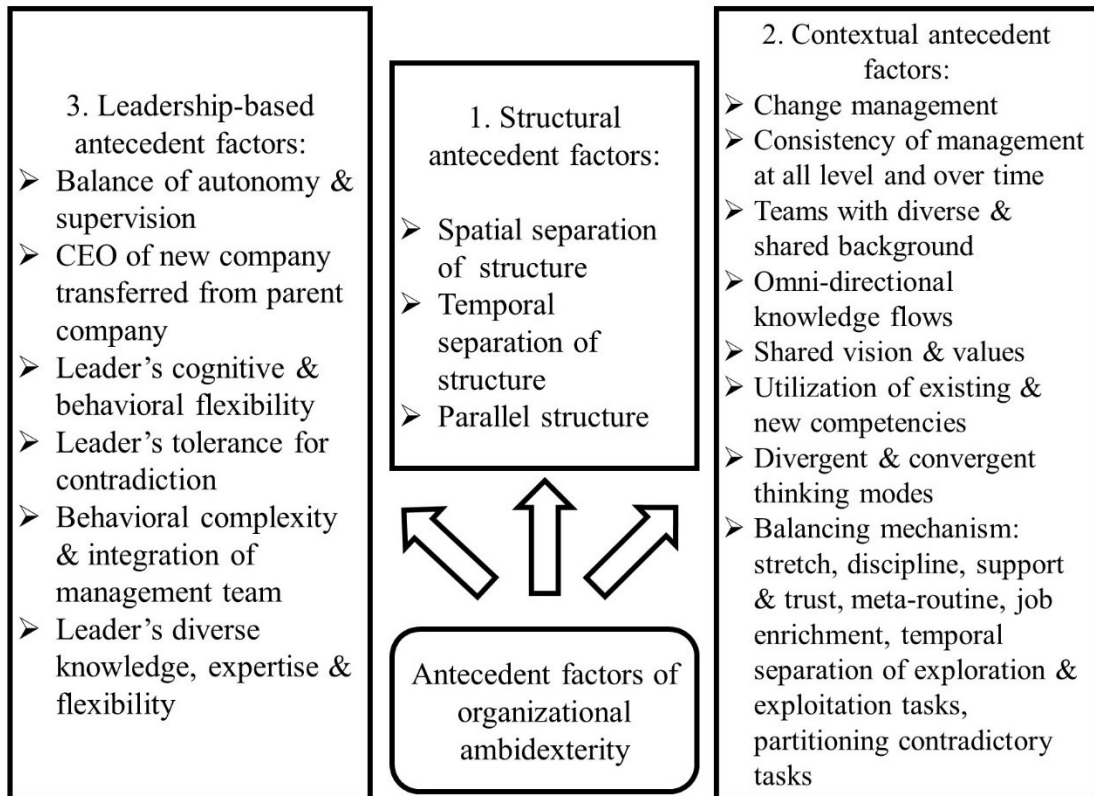 3. Leadership-based
antecedent factors:
➢ Balance of autonomy &
supervision
➢ CEO of new company
transferred from parent
company
➢ Leader’s cognitive &
behavioral flexibility
➢ Leader’s tolerance for
contradiction
➢ Behavioral complexity
& integration of
management team
➢ Leader’s diverse
knowledge, expertise &
flexibility
1. Structural
antecedent factors:
➢ Spatial separation
of structure
➢ Temporal
separation of
structure
➢ Parallel structure
2. Contextual antecedent
factors:
➢ Change management
➢ Consistency of management
at all level and over time
➢ Teams with diverse &
shared background
➢ Omni-directional
knowledge flows
➢ Shared vision & values
➢ Utilization of existing &
new competencies
➢ Divergent & convergent
thinking modes
➢ Balancing mechanism:
stretch, discipline, support
& trust, meta-routine, job
enrichment, temporal
separation of exploration &
exploitation tasks,
partitioning contradictory
tasks
Antecedent factors of
organizational
ambidexterity